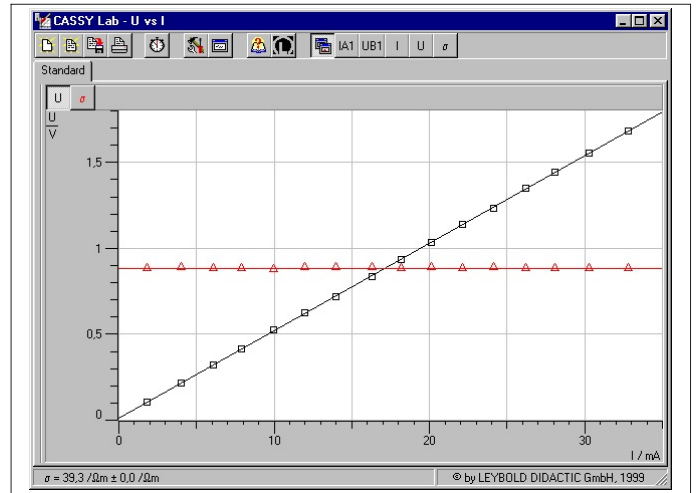 CASSY Lab - U vs I
IA1 UB1 I U σ
Standard
U σ
U
V
1,5
1
0,5
0
0 10 20 30
I / mA
σ = 39,3 /Ωm ± 0,0 /Ωm
© by LEYBOLD DIDACTIC GmbH, 1999